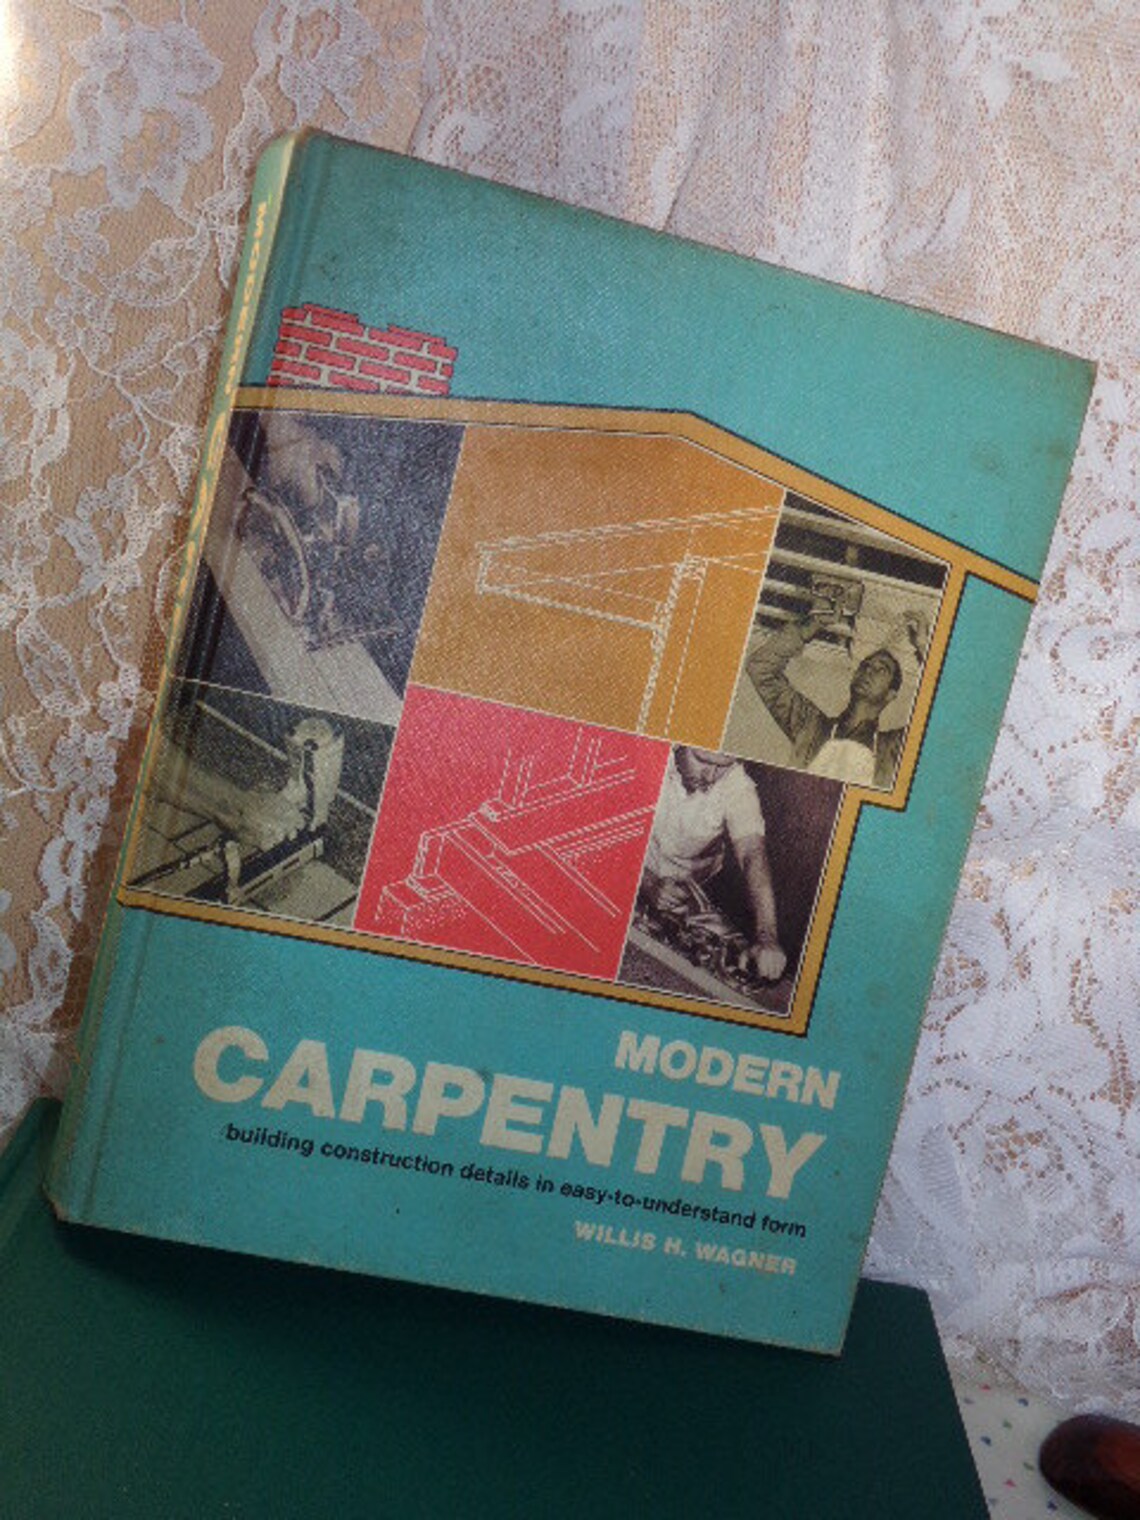 MODERN
CARPENTRY
building construction details in easy-to-understand form
WILLIS H. WAGNER